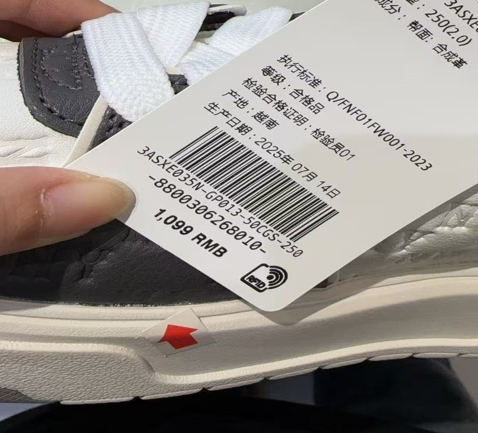 3ASXE0
：250(2.0)
部分：帮面：合成革
执行标准：Q/FNF01FW001-2023
等级：合格品
检验合格证明：检验员01
产地：越南
生产日期：2025年 07月 14日
3ASXE035N-GP013-50CGS-250
-8800306268010-
1,099 RMB
RFID